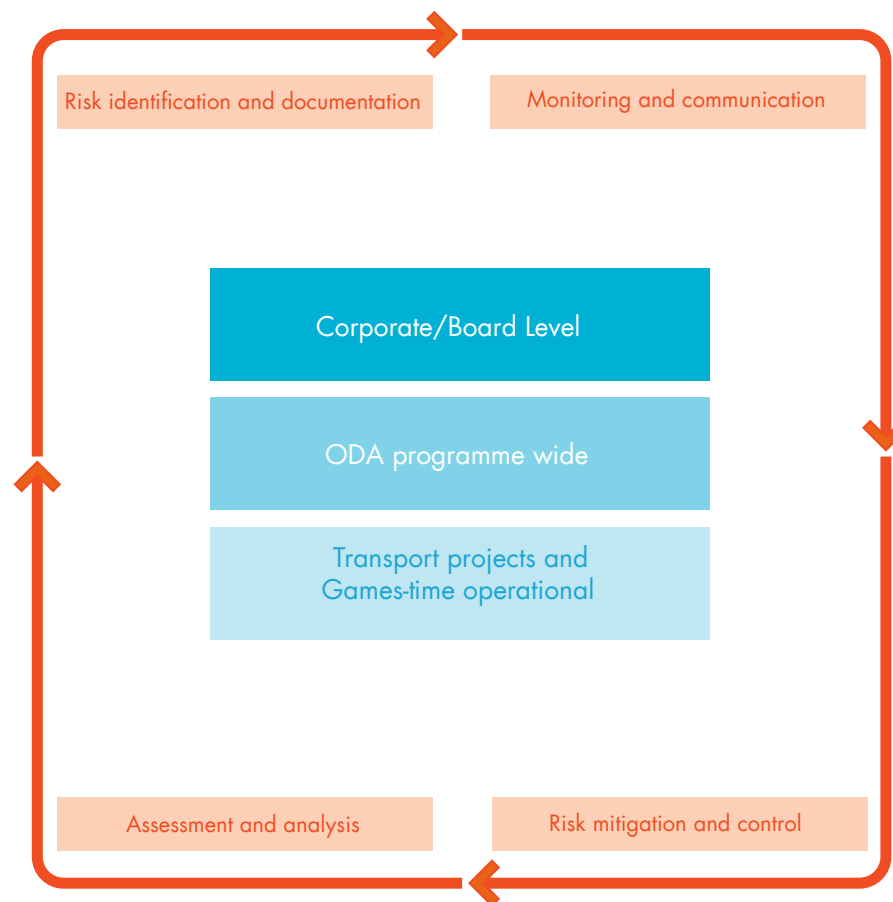 Risk identification and documentation
Monitoring and communication
Corporate/Board Level
ODA programme wide
Transport projects and
Games-time operational
Assessment and analysis
Risk mitigation and control